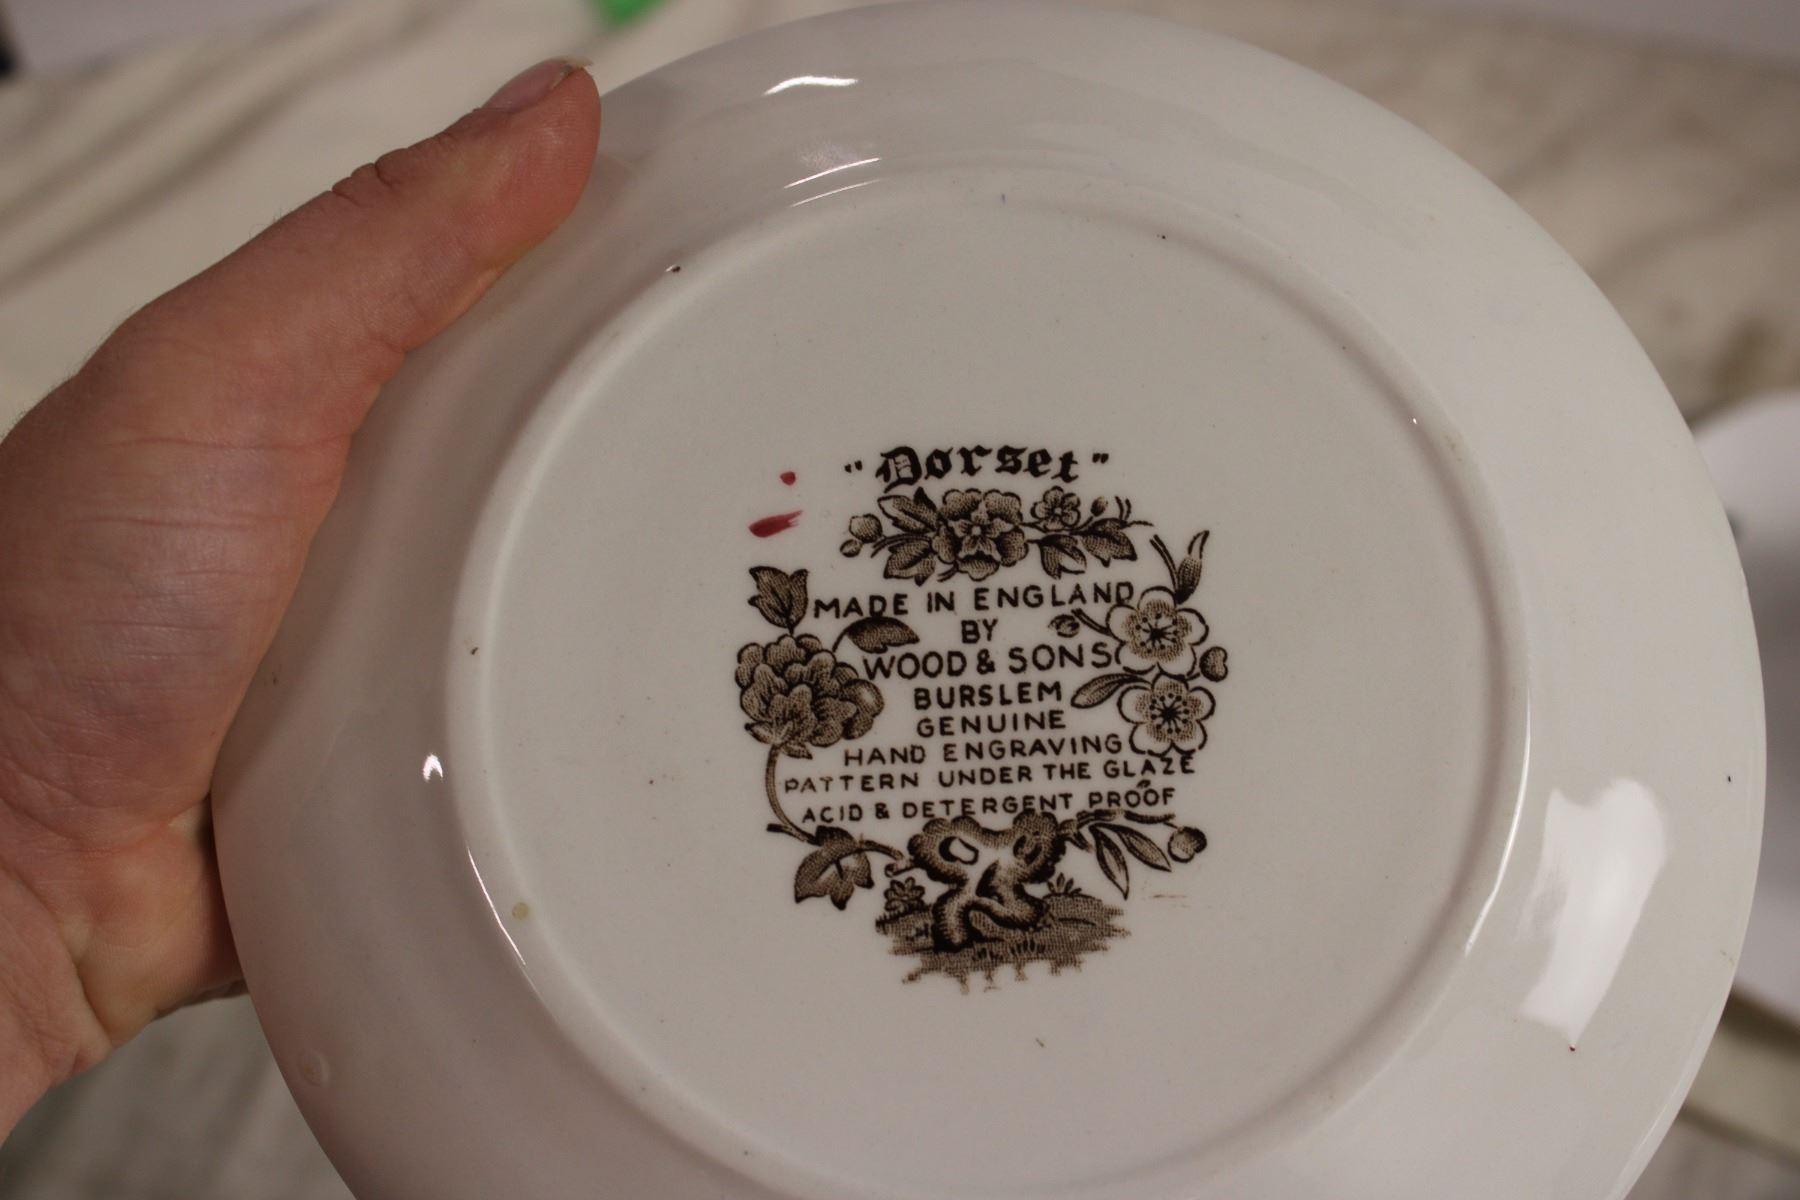 "Dorset"
MADE IN ENGLAND
BY
WOOD & SONS
BURSLEM
GENUINE
HAND ENGRAVING
PATTERN UNDER THE GLAZE
ACID & DETERGENT PROOF